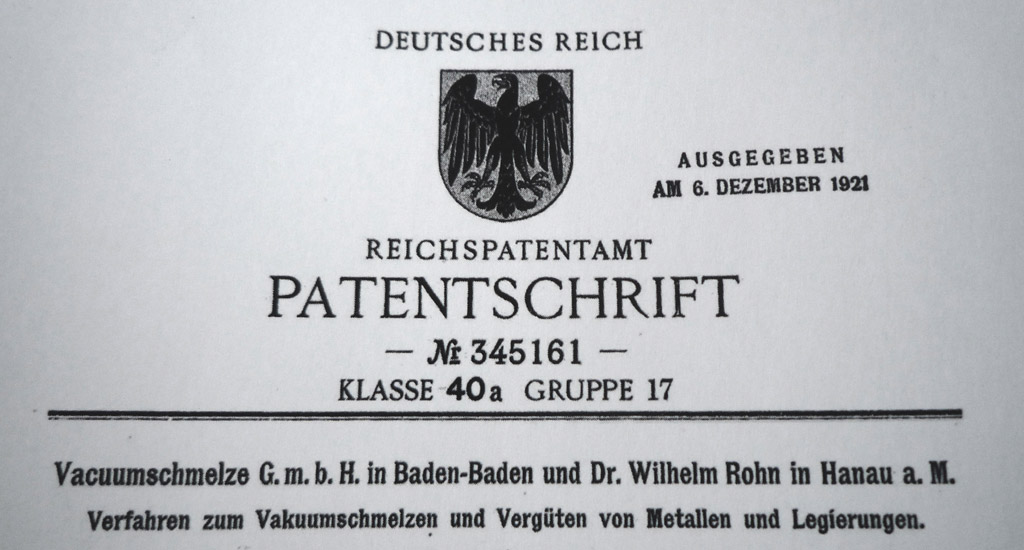 DEUTSCHES REICH
AUSGEGEBEN
AM 6. DEZEMBER 1921
REICHSPATENTAMT
PATENTSCHRIFT
— № 345161 —
KLASSE 40a GRUPPE 17
Vacuumschmelze G. m. b. H. in Baden-Baden und Dr. Wilhelm Rohn in Hanau a. M.
Verfahren zum Vakuumschmelzen und Vergüten von Metallen und Legierungen.